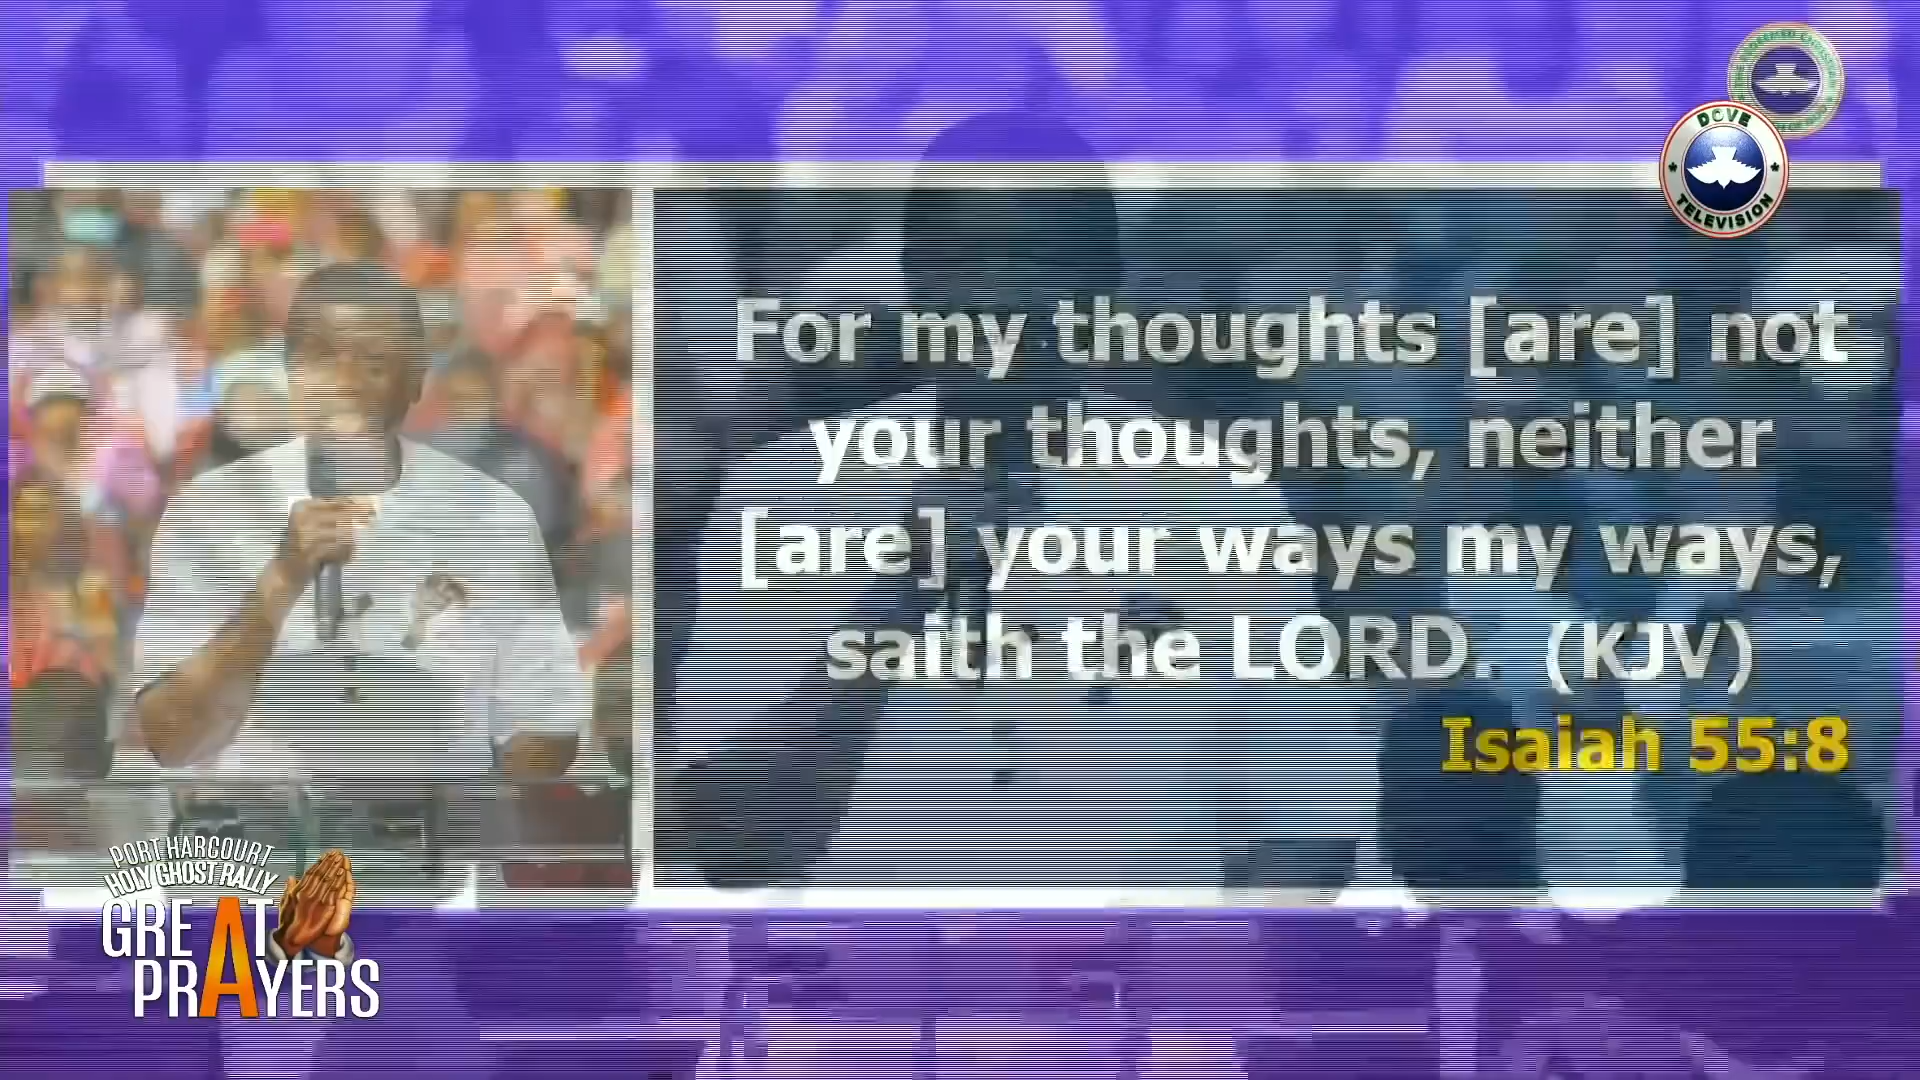 DOVE
TELEVISION
For my thoughts [are] not
your thoughts, neither
[are] your ways my ways,
saith the LORD. (KJV)
Isaiah 55:8
PORT HARCOURT
HOLY GHOST RALLY
GREAT
PRAYERS